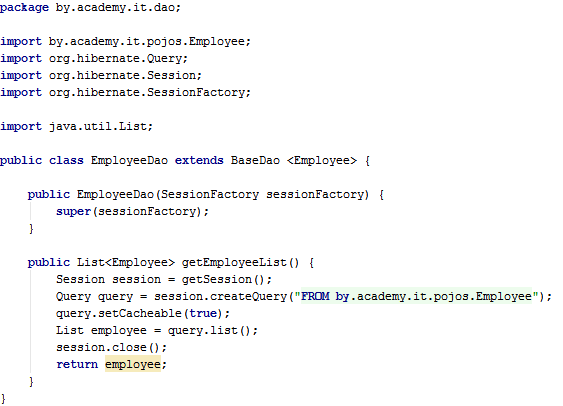 package by.academy.it.dao;
import by.academy.it.pojos.Employee;
import org.hibernate.Query;
import org.hibernate.Session;
import org.hibernate.SessionFactory;
import java.util.List;
public class EmployeeDao extends BaseDao <Employee> {
public EmployeeDao(SessionFactory sessionFactory) {
super(sessionFactory);
}
public List<Employee> getEmployeeList() {
Session session = getSession();
Query query = session.createQuery("FROM by.academy.it.pojos.Employee");
query.setCacheable(true);
List employee = query.list();
session.close();
return employee;
}
}